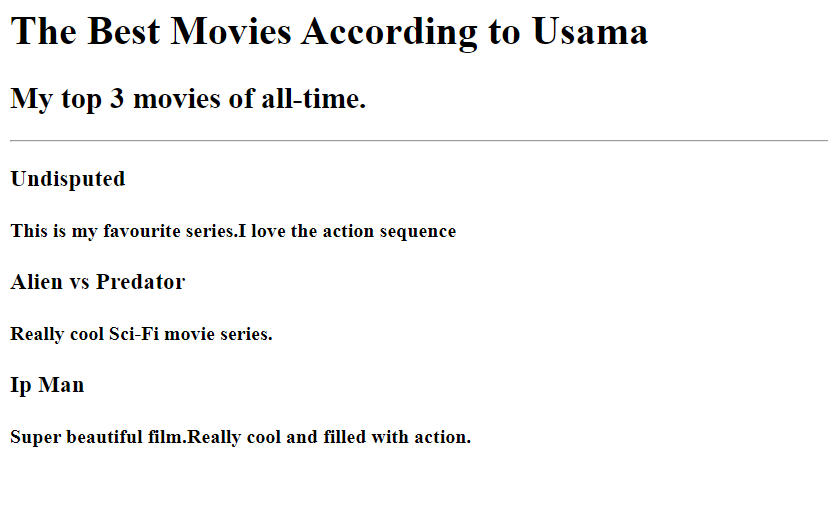 The Best Movies According to Usama
My top 3 movies of all-time.
Undisputed
This is my favourite series.I love the action sequence
Alien vs Predator
Really cool Sci-Fi movie series.
Ip Man
Super beautiful film.Really cool and filled with action.